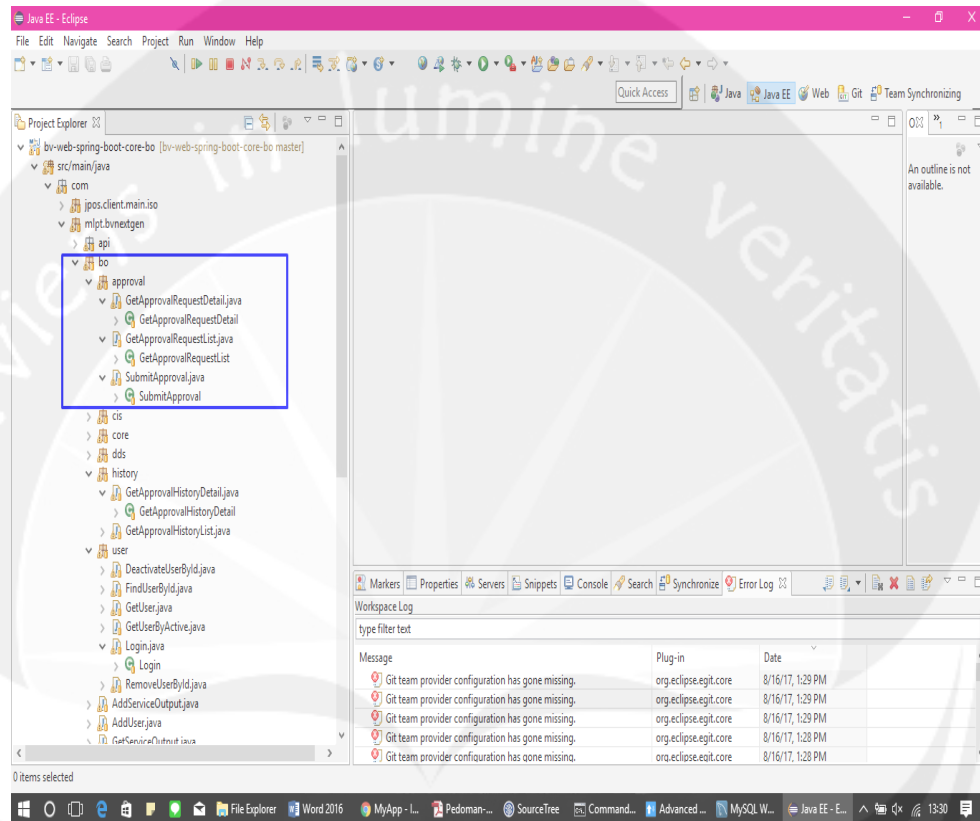 Java EE - Eclipse
File Edit Navigate Search Project Run Window Help
Quick Access
Java
Java EE
Web
Git
Team Synchronizing
Project Explorer
bv-web-spring-boot-core-bo [bv-web-spring-boot-core-bo master]
src/main/java
com
jpos.client.main.iso
mlpt.bvnextgen
api
bo
approval
GetApprovalRequestDetail.java
GetApprovalRequestDetail
GetApprovalRequestList.java
GetApprovalRequestList
SubmitApproval.java
SubmitApproval
cis
core
dds
history
GetApprovalHistoryDetail.java
GetApprovalHistoryDetail
GetApprovalHistoryList.java
user
DeactivateUserById.java
FindUserById.java
GetUser.java
GetUserByActive.java
Login.java
Login
RemoveUserById.java
AddServiceOutput.java
AddUser.java
GetServiceOutput.java
An outline is not
available.
Markers Properties Servers Snippets Console Search Synchronize Error Log
Workspace Log
type filter text
Message Plug-in Date
Git team provider configuration has gone missing. org.eclipse.egit.core 8/16/17, 1:29 PM
Git team provider configuration has gone missing. org.eclipse.egit.core 8/16/17, 1:29 PM
Git team provider configuration has gone missing. org.eclipse.egit.core 8/16/17, 1:29 PM
Git team provider configuration has gone missing. org.eclipse.egit.core 8/16/17, 1:28 PM
Git team provider configuration has gone missing. org.eclipse.egit.core 8/16/17, 1:28 PM
0 items selected
File Explorer Word 2016 MyApp - I... Pedoman-... SourceTree Command... Advanced ... MySQL W... Java EE - E... 13:30
viens in lumine veritatis